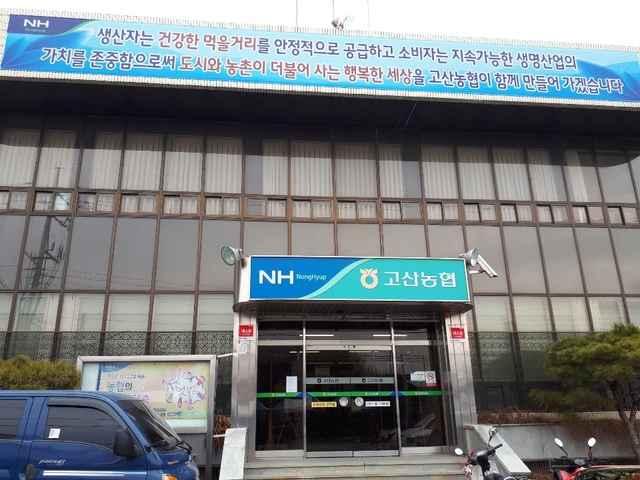 NH
NongHyup
생산자는 건강한 먹을거리를 안정적으로 공급하고 소비자는 지속가능한 생명산업의
가치를 존중함으로써 도시와 농촌이 더불어 사는 행복한 세상을 고산농협이 함께 만들어 가겠습니다
NH NongHyup 고산농협
농협의
PORTER II